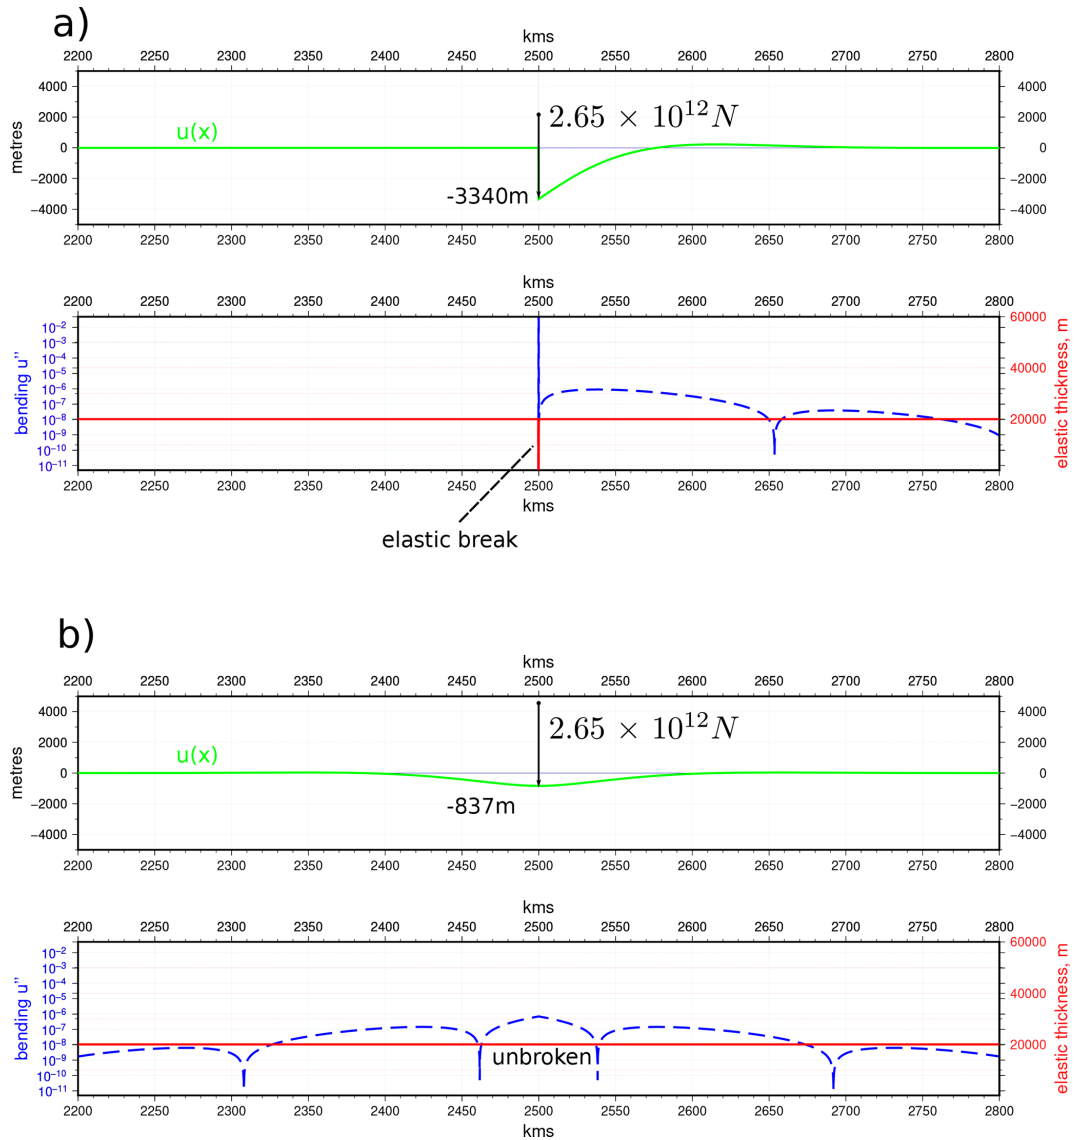 a)
kms
2200 2250 2300 2350 2400 2450 2500 2550 2600 2650 2700 2750 2800
4000 4000
2000 2000
0 0
−2000 −2000
−4000 −4000
metres
u(x)
2.65 × 10^12 N
-3340m
2200 2250 2300 2350 2400 2450 2500 2550 2600 2650 2700 2750 2800
kms
2200 2250 2300 2350 2400 2450 2500 2550 2600 2650 2700 2750 2800
bending u''
10^−2
10^−3
10^−4
10^−5
10^−6
10^−7
10^−8
10^−9
10^−10
10^−11
60000
40000
20000
elastic thickness, m
2200 2250 2300 2350 2400 2450 2500 2550 2600 2650 2700 2750 2800
kms
elastic break
b)
kms
2200 2250 2300 2350 2400 2450 2500 2550 2600 2650 2700 2750 2800
4000 4000
2000 2000
0 0
−2000 −2000
−4000 −4000
metres
u(x)
2.65 × 10^12 N
-837m
2200 2250 2300 2350 2400 2450 2500 2550 2600 2650 2700 2750 2800
kms
2200 2250 2300 2350 2400 2450 2500 2550 2600 2650 2700 2750 2800
bending u''
10^−2
10^−3
10^−4
10^−5
10^−6
10^−7
10^−8
10^−9
10^−10
10^−11
60000
40000
20000
elastic thickness, m
unbroken
2200 2250 2300 2350 2400 2450 2500 2550 2600 2650 2700 2750 2800
kms